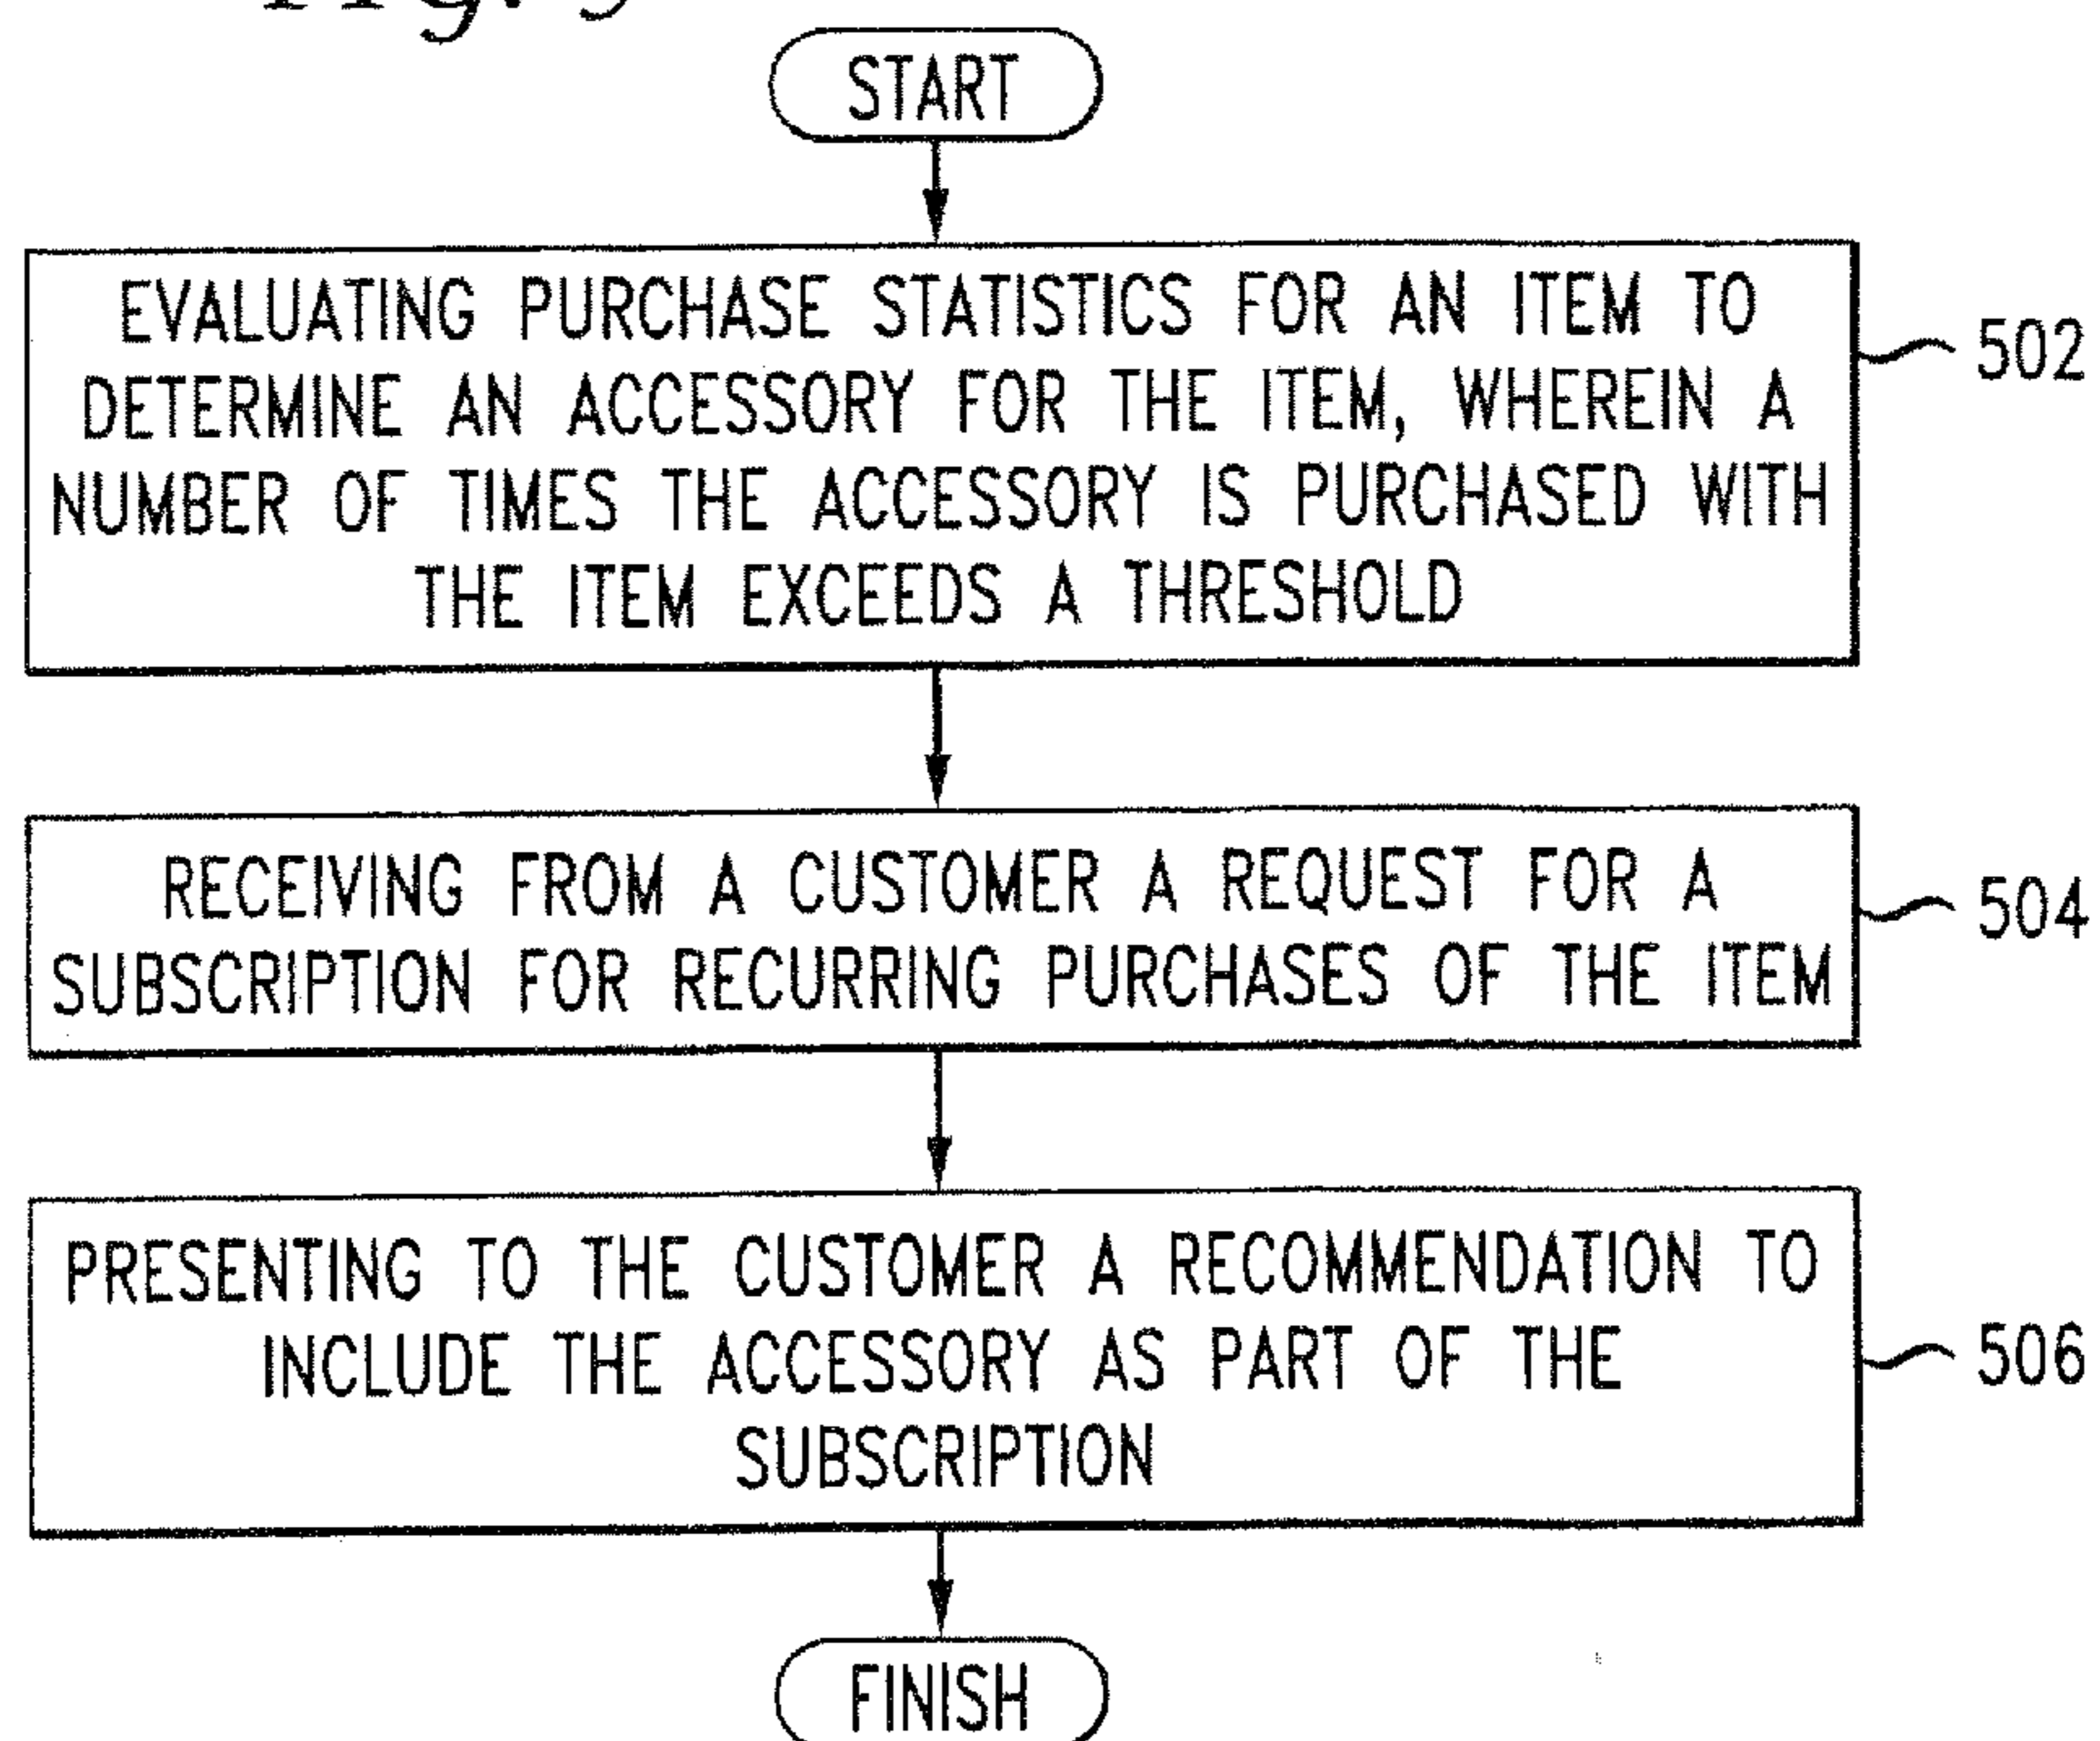 START
EVALUATING PURCHASE STATISTICS FOR AN ITEM TO
DETERMINE AN ACCESSORY FOR THE ITEM, WHEREIN A
NUMBER OF TIMES THE ACCESSORY IS PURCHASED WITH
THE ITEM EXCEEDS A THRESHOLD
502
RECEIVING FROM A CUSTOMER A REQUEST FOR A
SUBSCRIPTION FOR RECURRING PURCHASES OF THE ITEM
504
PRESENTING TO THE CUSTOMER A RECOMMENDATION TO
INCLUDE THE ACCESSORY AS PART OF THE
SUBSCRIPTION
506
FINISH